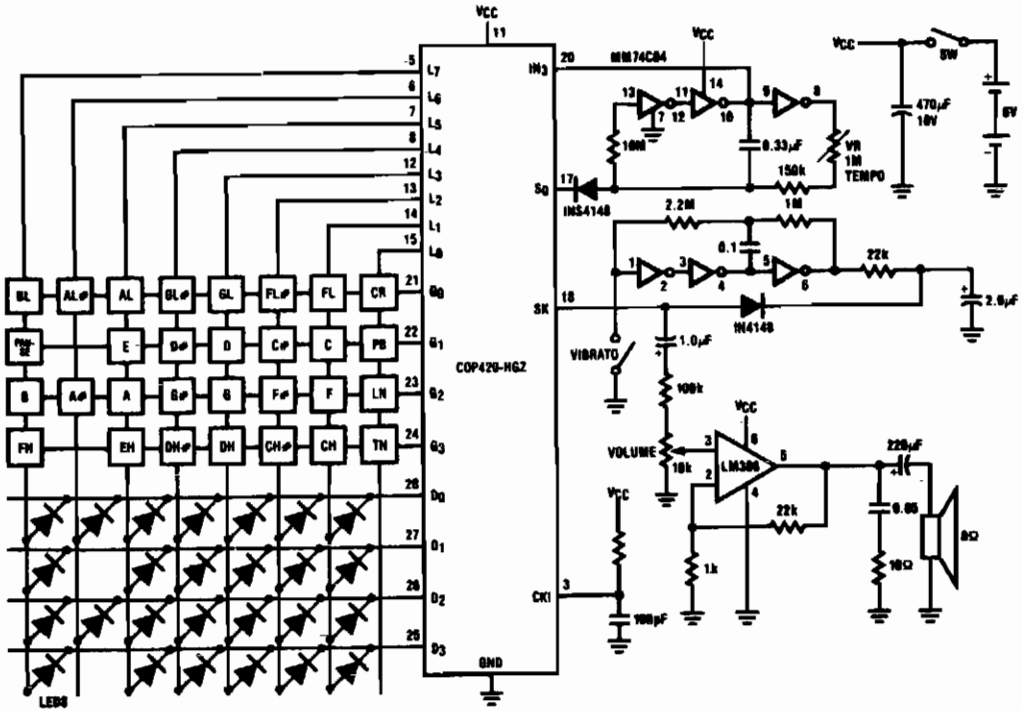 VCC
11
5 L7
6 L6
7 L5
8 L4
12 L3
13 L2
14 L1
15 L0
BL AL# AL GL# GL FL# FL CR 21 G0
PAU-SE E D# D C# C PB 22 G1
B A# A G# G F# F LN 23 G2
FH EH DH# DH CH# CH TN 24 G3
28 D0
27 D1
26 D2
25 D3
LEDS
COP420-HGZ
GND
IN3 20
MM74C04
VCC
14
13 12 11 10 9 8
7
10M
0.33µF
VR
1M
TEMPO
150k
SO 17
INS4148
2.2M
1M
0.1
1 2 3 4 5 6
22k
SK 18
1N4148
VIBRATO
1.0µF
100k
VOLUME
10k
VCC
3 6
LM386
2 4
5
22k
1k
220µF
0.05
10Ω
8Ω
VCC
CKI 3
100pF
VCC
SW
470µF
10V
6V